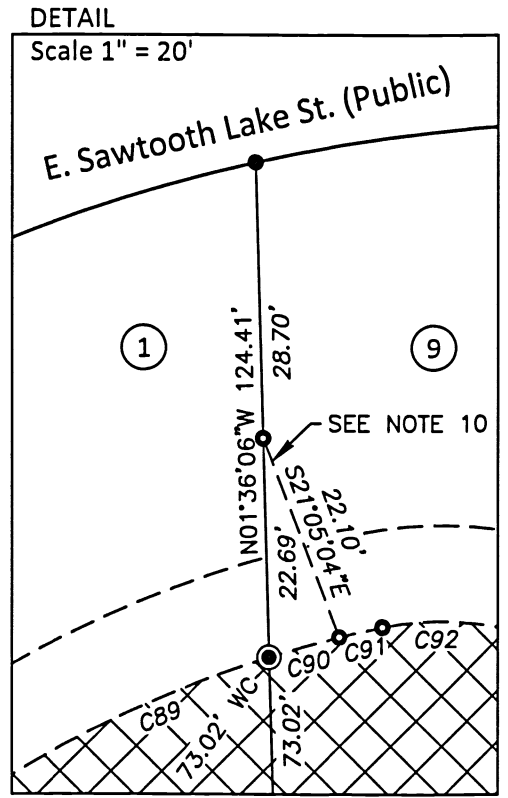 DETAIL
Scale 1" = 20'
E. Sawtooth Lake St. (Public)
1
9
N01°36'06"W 124.41'
28.70'
SEE NOTE 10
22.10'
S21°05'04"E
22.69'
C89
C90
C91
C92
WC
73.02'
73.02'